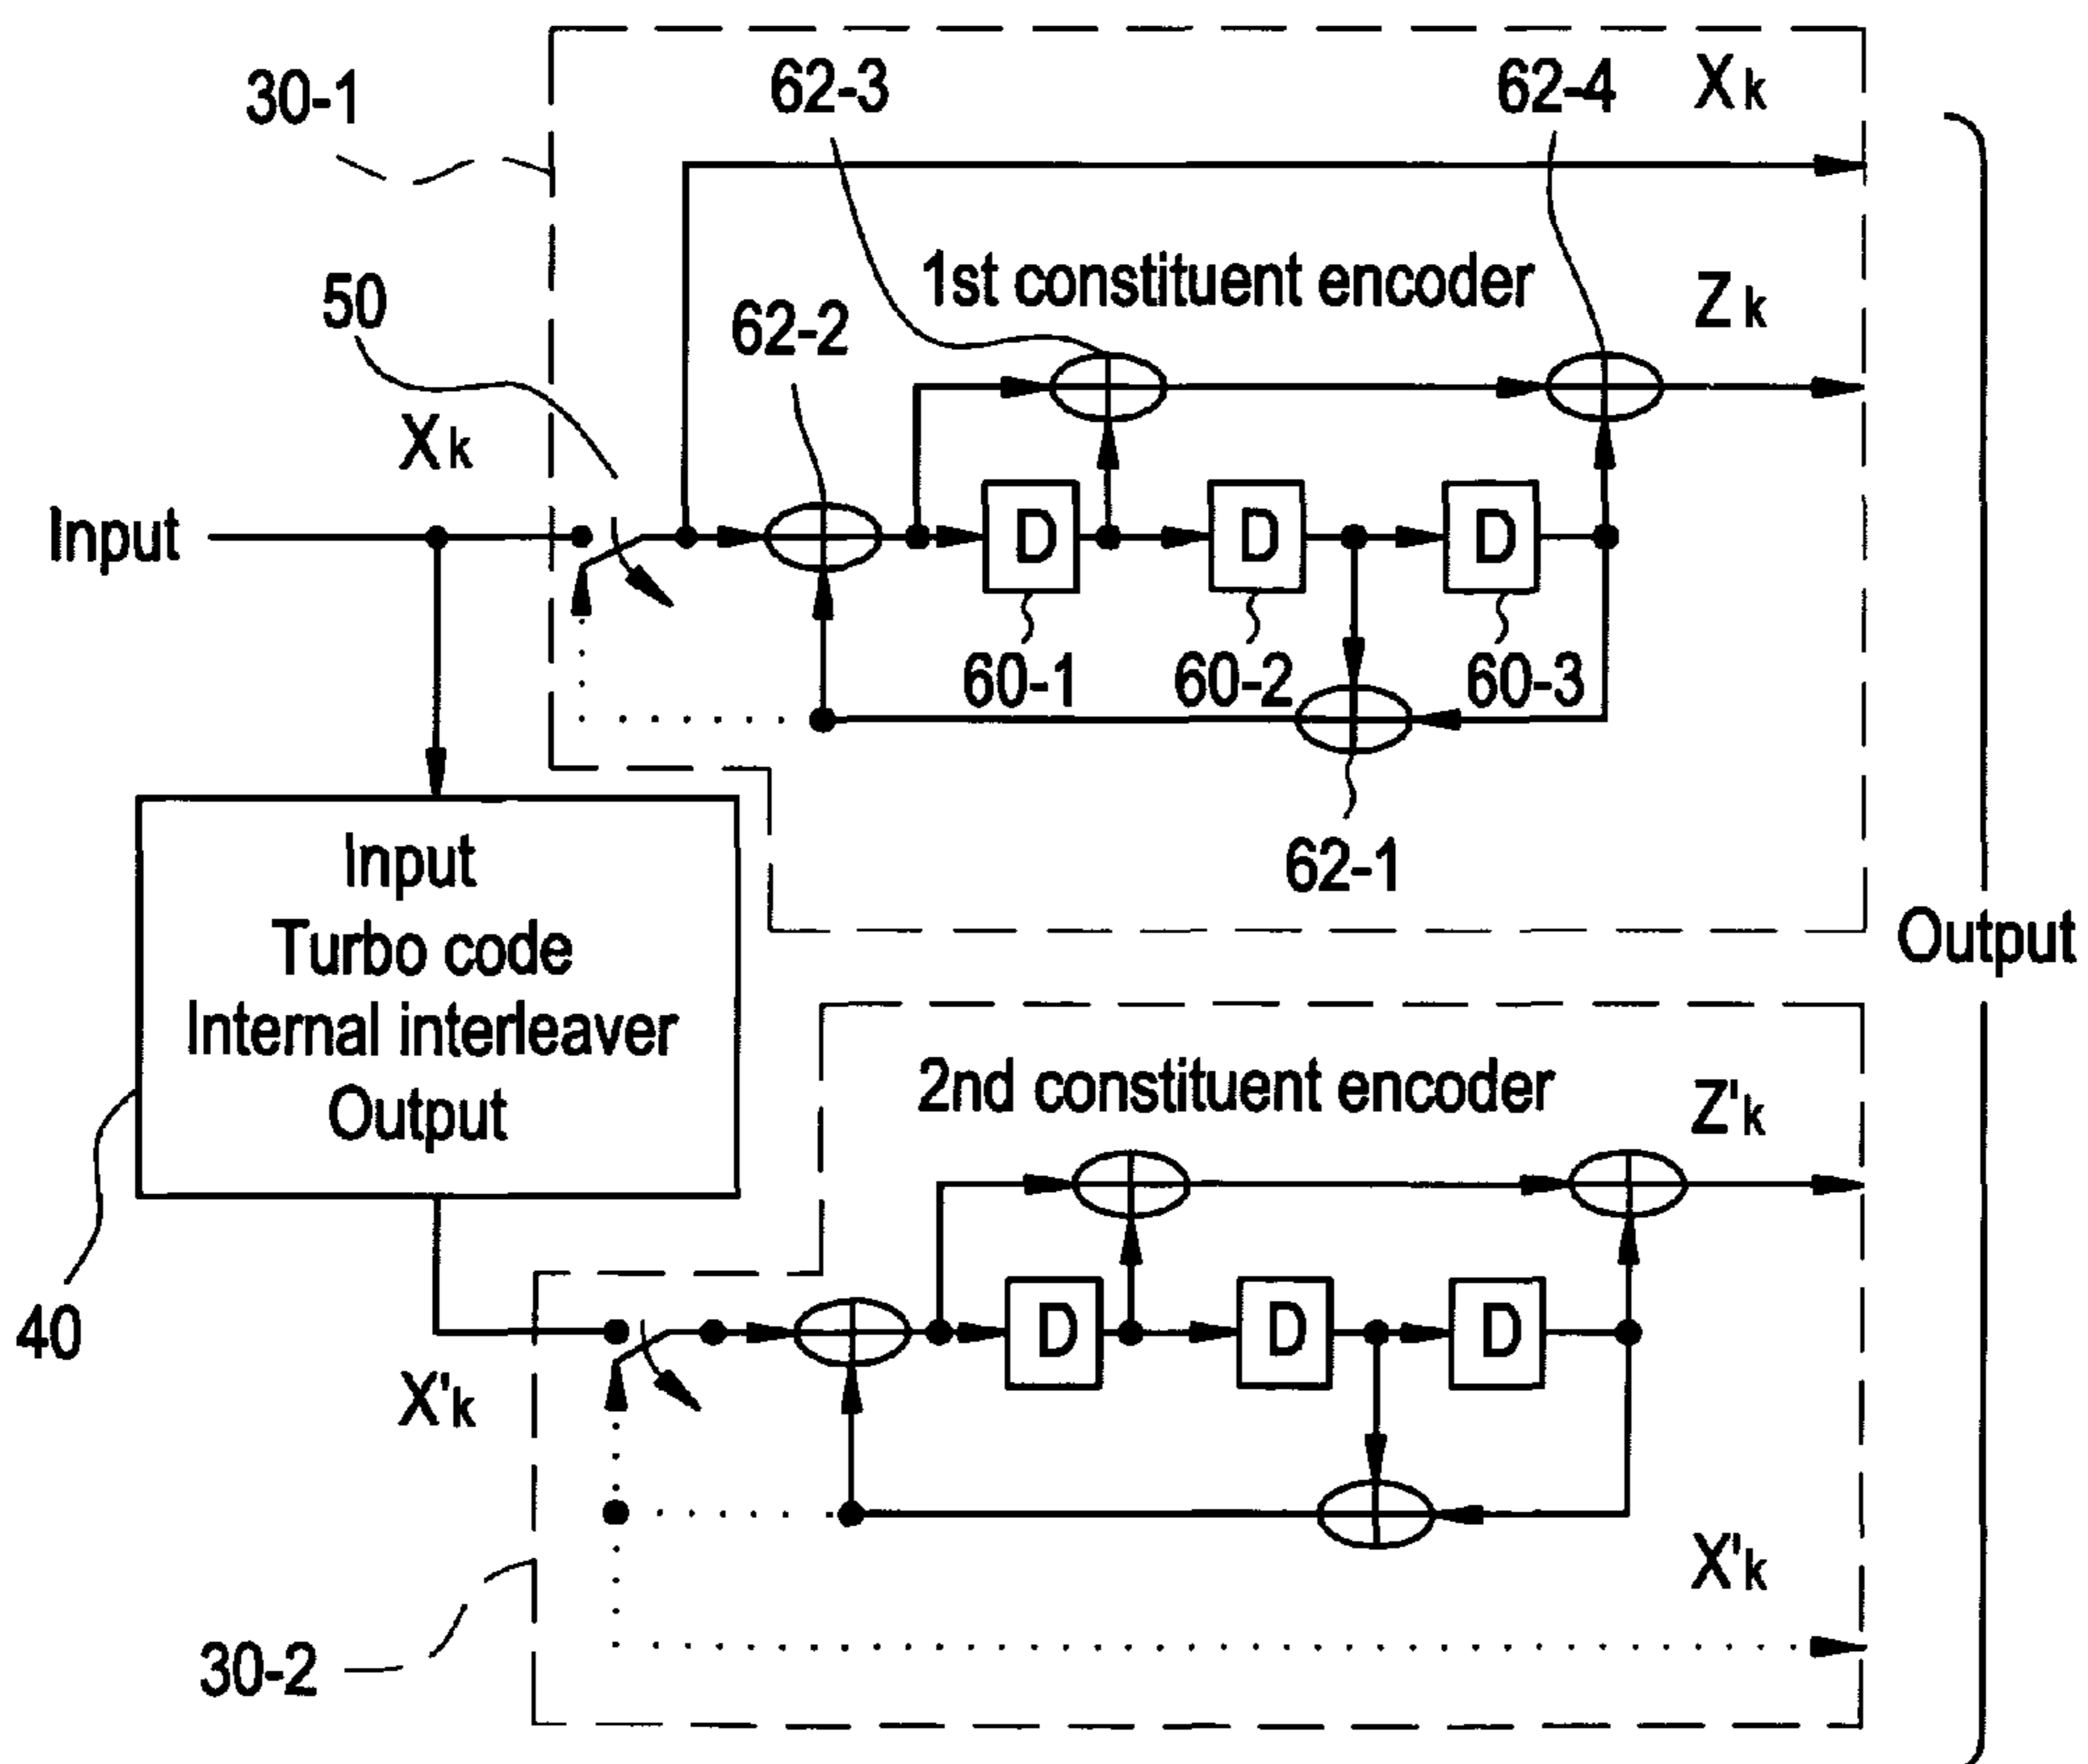 30-1
62-3
62-4
Xk
1st constituent encoder
50
62-2
Zk
Xk
Input
D
D
D
60-1
60-2
60-3
62-1
Input
Turbo code
Internal interleaver
Output
Output
2nd constituent encoder
Z'k
40
X'k
D
D
D
X'k
30-2